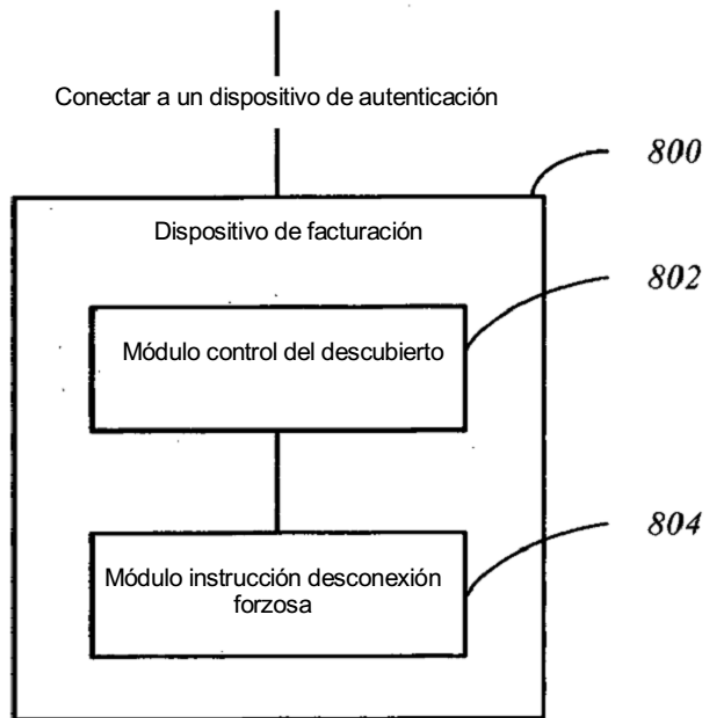 Conectar a un dispositivo de autenticación
800
Dispositivo de facturación
802
Módulo control del descubierto
804
Módulo instrucción desconexión
forzosa